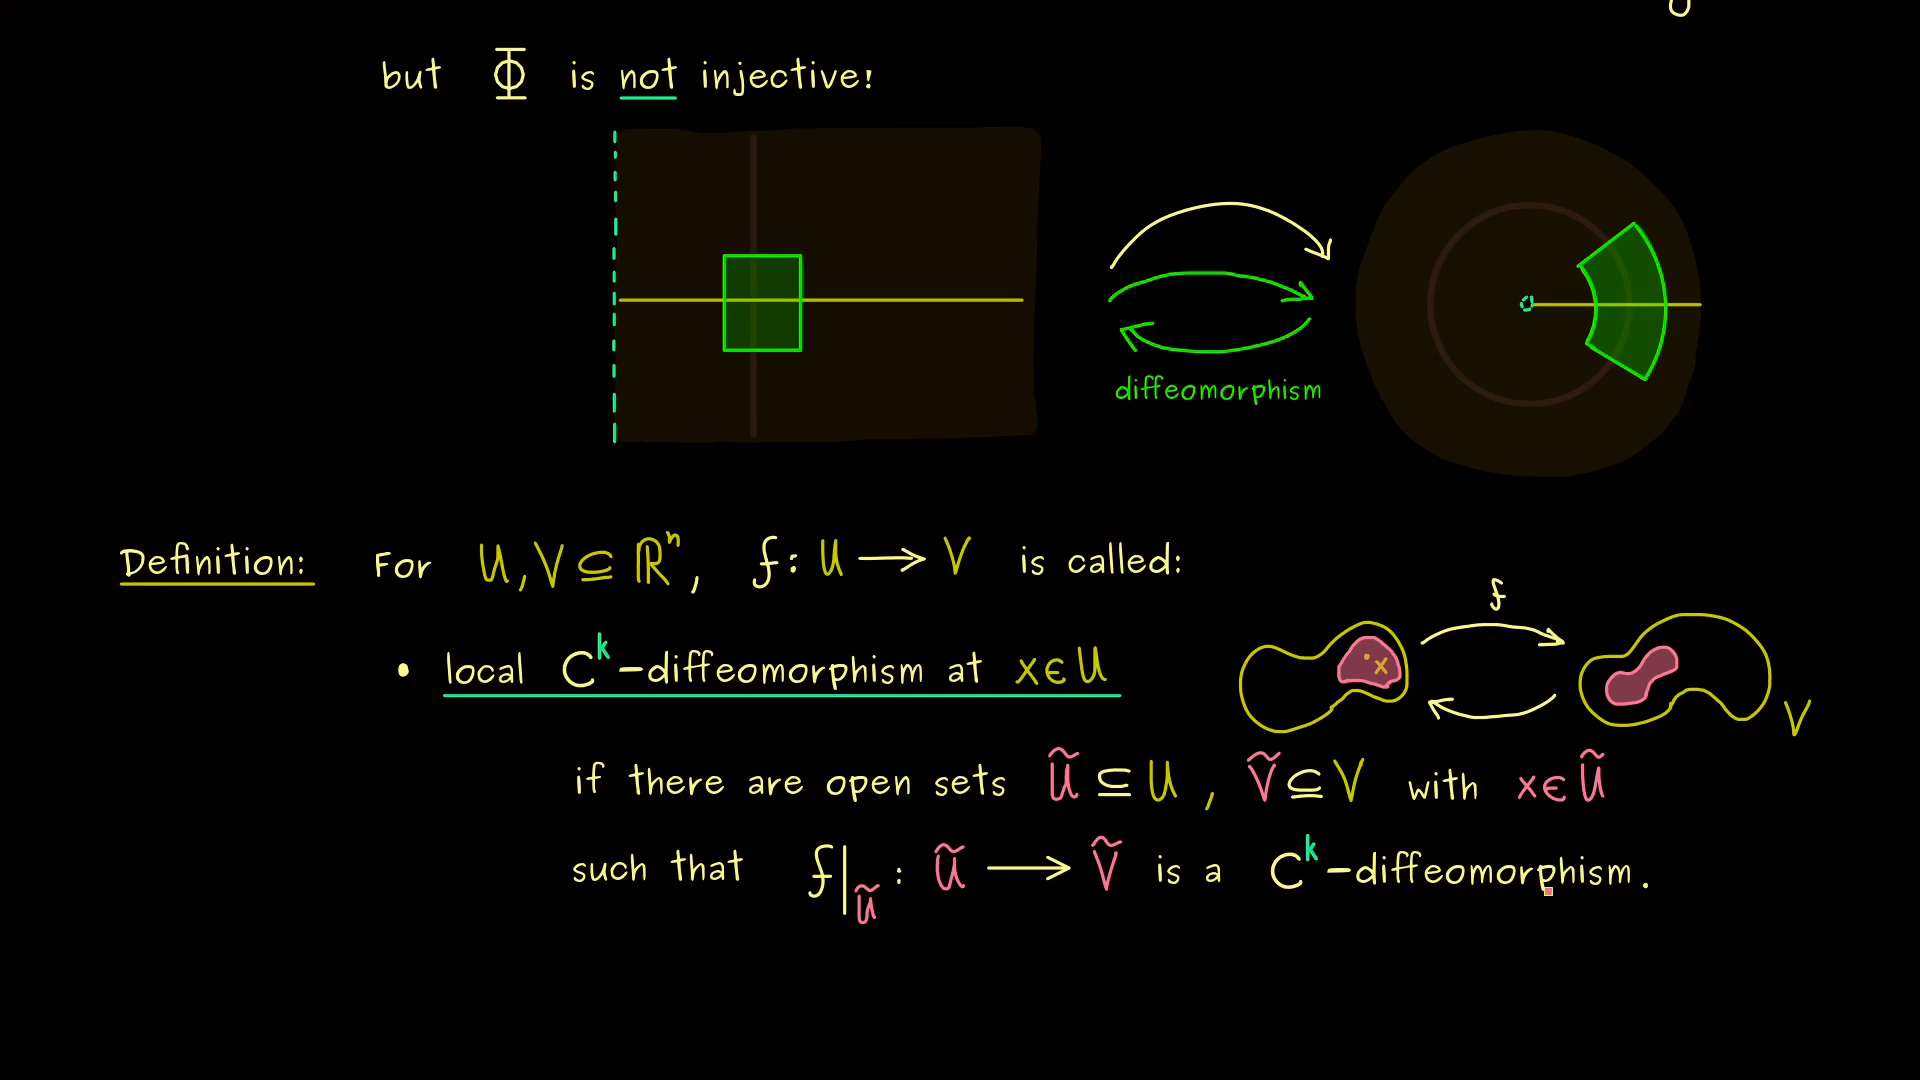 but Φ is not injective!
diffeomorphism
Definition: For U, V ⊆ ℝⁿ, f: U ⟶ V is called:
f
• local Cᵏ-diffeomorphism at x∈U
x
V
if there are open sets Ũ ⊆ U, Ṽ ⊆ V with x∈Ũ
such that f|_Ũ : Ũ ⟶ Ṽ is a Cᵏ-diffeomorphism.